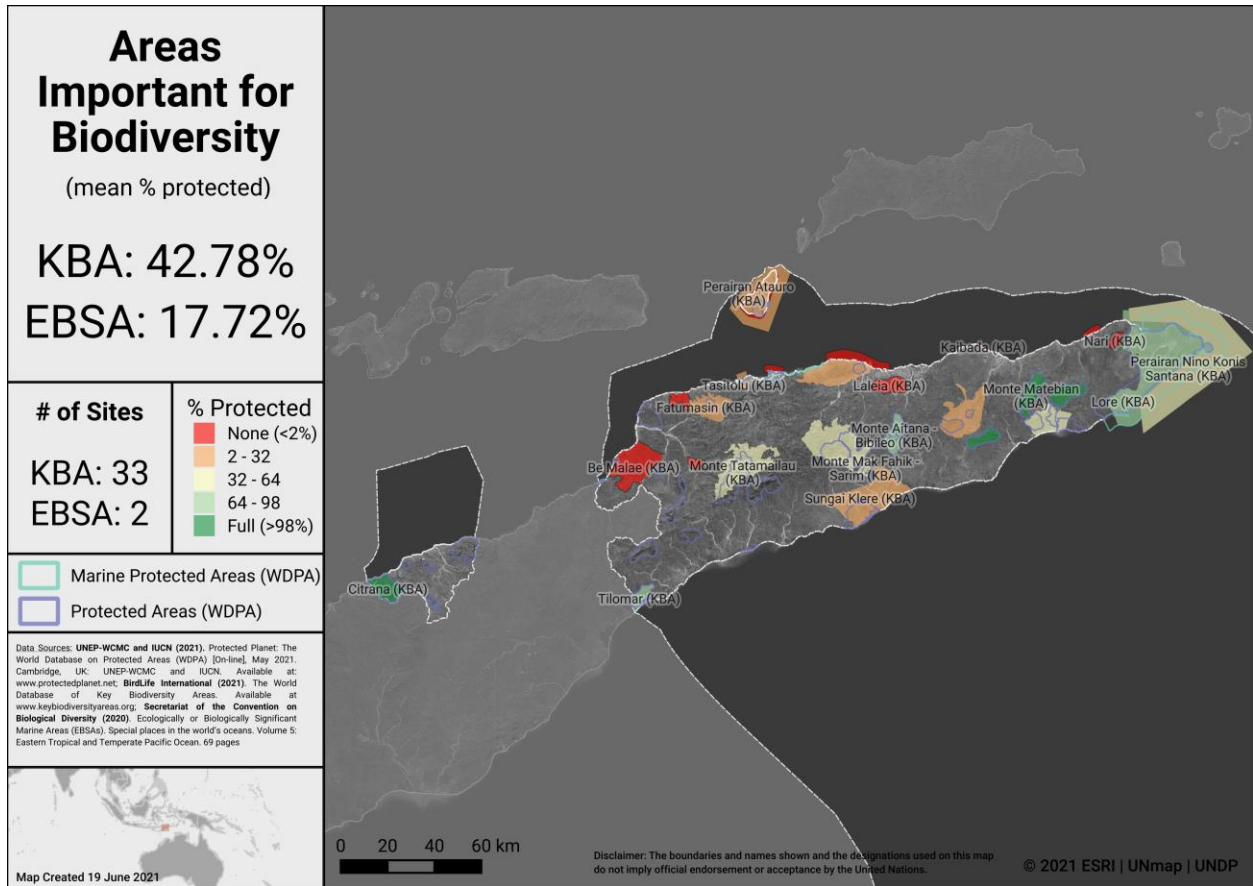 Areas
Important for
Biodiversity
(mean % protected)
KBA: 42.78%
EBSA: 17.72%
# of Sites
KBA: 33
EBSA: 2
% Protected
None (<2%)
2 - 32
32 - 64
64 - 98
Full (>98%)
Marine Protected Areas (WDPA)
Protected Areas (WDPA)
Data Sources: UNEP-WCMC and IUCN (2021). Protected Planet: The
World Database on Protected Areas (WDPA) [On-line], May 2021.
Cambridge, UK: UNEP-WCMC and IUCN. Available at:
www.protectedplanet.net; BirdLife International (2021). The World
Database of Key Biodiversity Areas. Available at
www.keybiodiversityareas.org; Secretariat of the Convention on
Biological Diversity (2020). Ecologically or Biologically Significant
Marine Areas (EBSAs). Special places in the world's oceans. Volume 5:
Eastern Tropical and Temperate Pacific Ocean. 69 pages
Map Created 19 June 2021
Perairan Atauro
(KBA)
Kaibada (KBA)
Nari (KBA)
Perairan Nino Konis
Santana (KBA)
Tasitolu (KBA)
Laleia (KBA)
Monte Matebian
(KBA)
Lore (KBA)
Fatumasin (KBA)
Monte Aitana -
Bibileo (KBA)
Be Malae (KBA)
Monte Tatamailau
(KBA)
Monte Mak Fahik -
Sarim (KBA)
Sungai Klere (KBA)
Citrana (KBA)
Tilomar (KBA)
0 20 40 60 km
Disclaimer: The boundaries and names shown and the designations used on this map
do not imply official endorsement or acceptance by the United Nations.
© 2021 ESRI | UNmap | UNDP